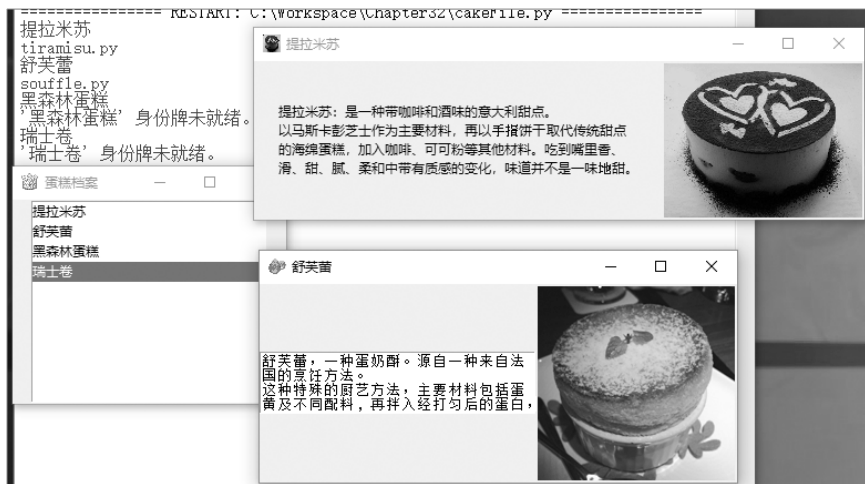 ================ RESTART: C:\Workspace\Chapter32\cakeFile.py ================
提拉米苏
tiramisu.py
舒芙蕾
souffle.py
黑森林蛋糕
'黑森林蛋糕' 身份牌未就绪。
瑞士卷
'瑞士卷' 身份牌未就绪。
提拉米苏
提拉米苏：是一种带咖啡和酒味的意大利甜点。
以马斯卡彭芝士作为主要材料，再以手指饼干取代传统甜点
的海绵蛋糕，加入咖啡、可可粉等其他材料。吃到嘴里香、
滑、甜、腻、柔和中带有质感的变化，味道并不是一味地甜。
蛋糕档案
提拉米苏
舒芙蕾
黑森林蛋糕
瑞士卷
舒芙蕾
舒芙蕾，一种蛋奶酥。源自一种来自法
国的烹饪方法。
这种特殊的厨艺方法，主要材料包括蛋
黄及不同配料，再拌入经打匀后的蛋白，